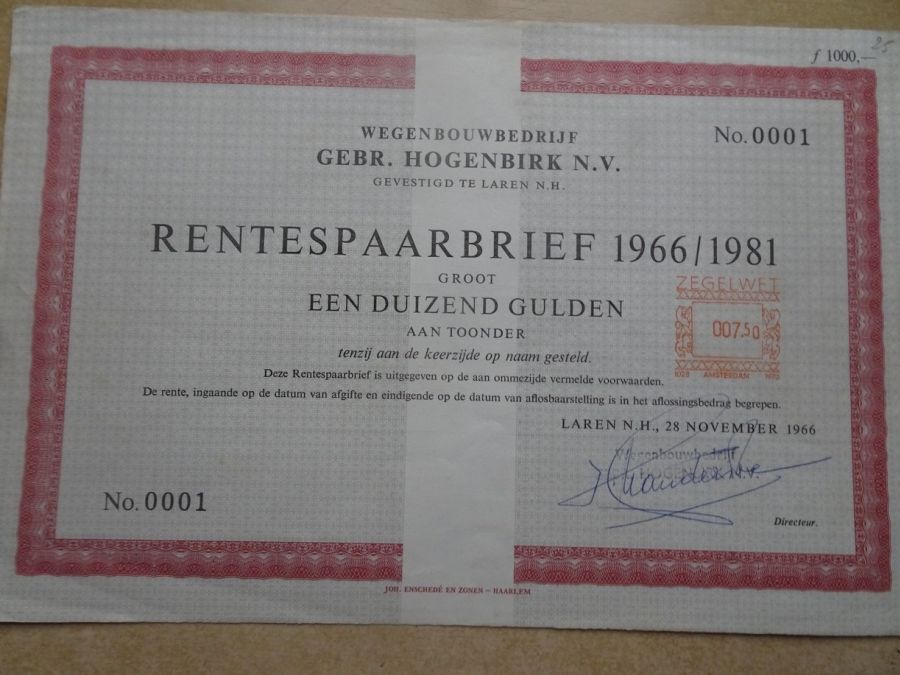 25
ƒ 1000,—
WEGENBOUWBEDRIJF
No. 0001
GEBR. HOGENBIRK N.V.
GEVESTIGD TE LAREN N.H.
RENTESPAARBRIEF 1966/1981
GROOT
EEN DUIZEND GULDEN
AAN TOONDER
tenzij aan de keerzijde op naam gesteld.
ZEGELWET
007.50
AMSTERDAM
Deze Rentespaarbrief is uitgegeven op de aan ommezijde vermelde voorwaarden.
De rente, ingaande op de datum van afgifte en eindigende op de datum van aflosbaarstelling is in het aflossingsbedrag begrepen.
LAREN N.H., 28 NOVEMBER 1966
Wegenbouwbedrijf
HOGENBIRK N.V.
No. 0001
Directeur.
JOH. ENSCHEDÉ EN ZONEN – HAARLEM